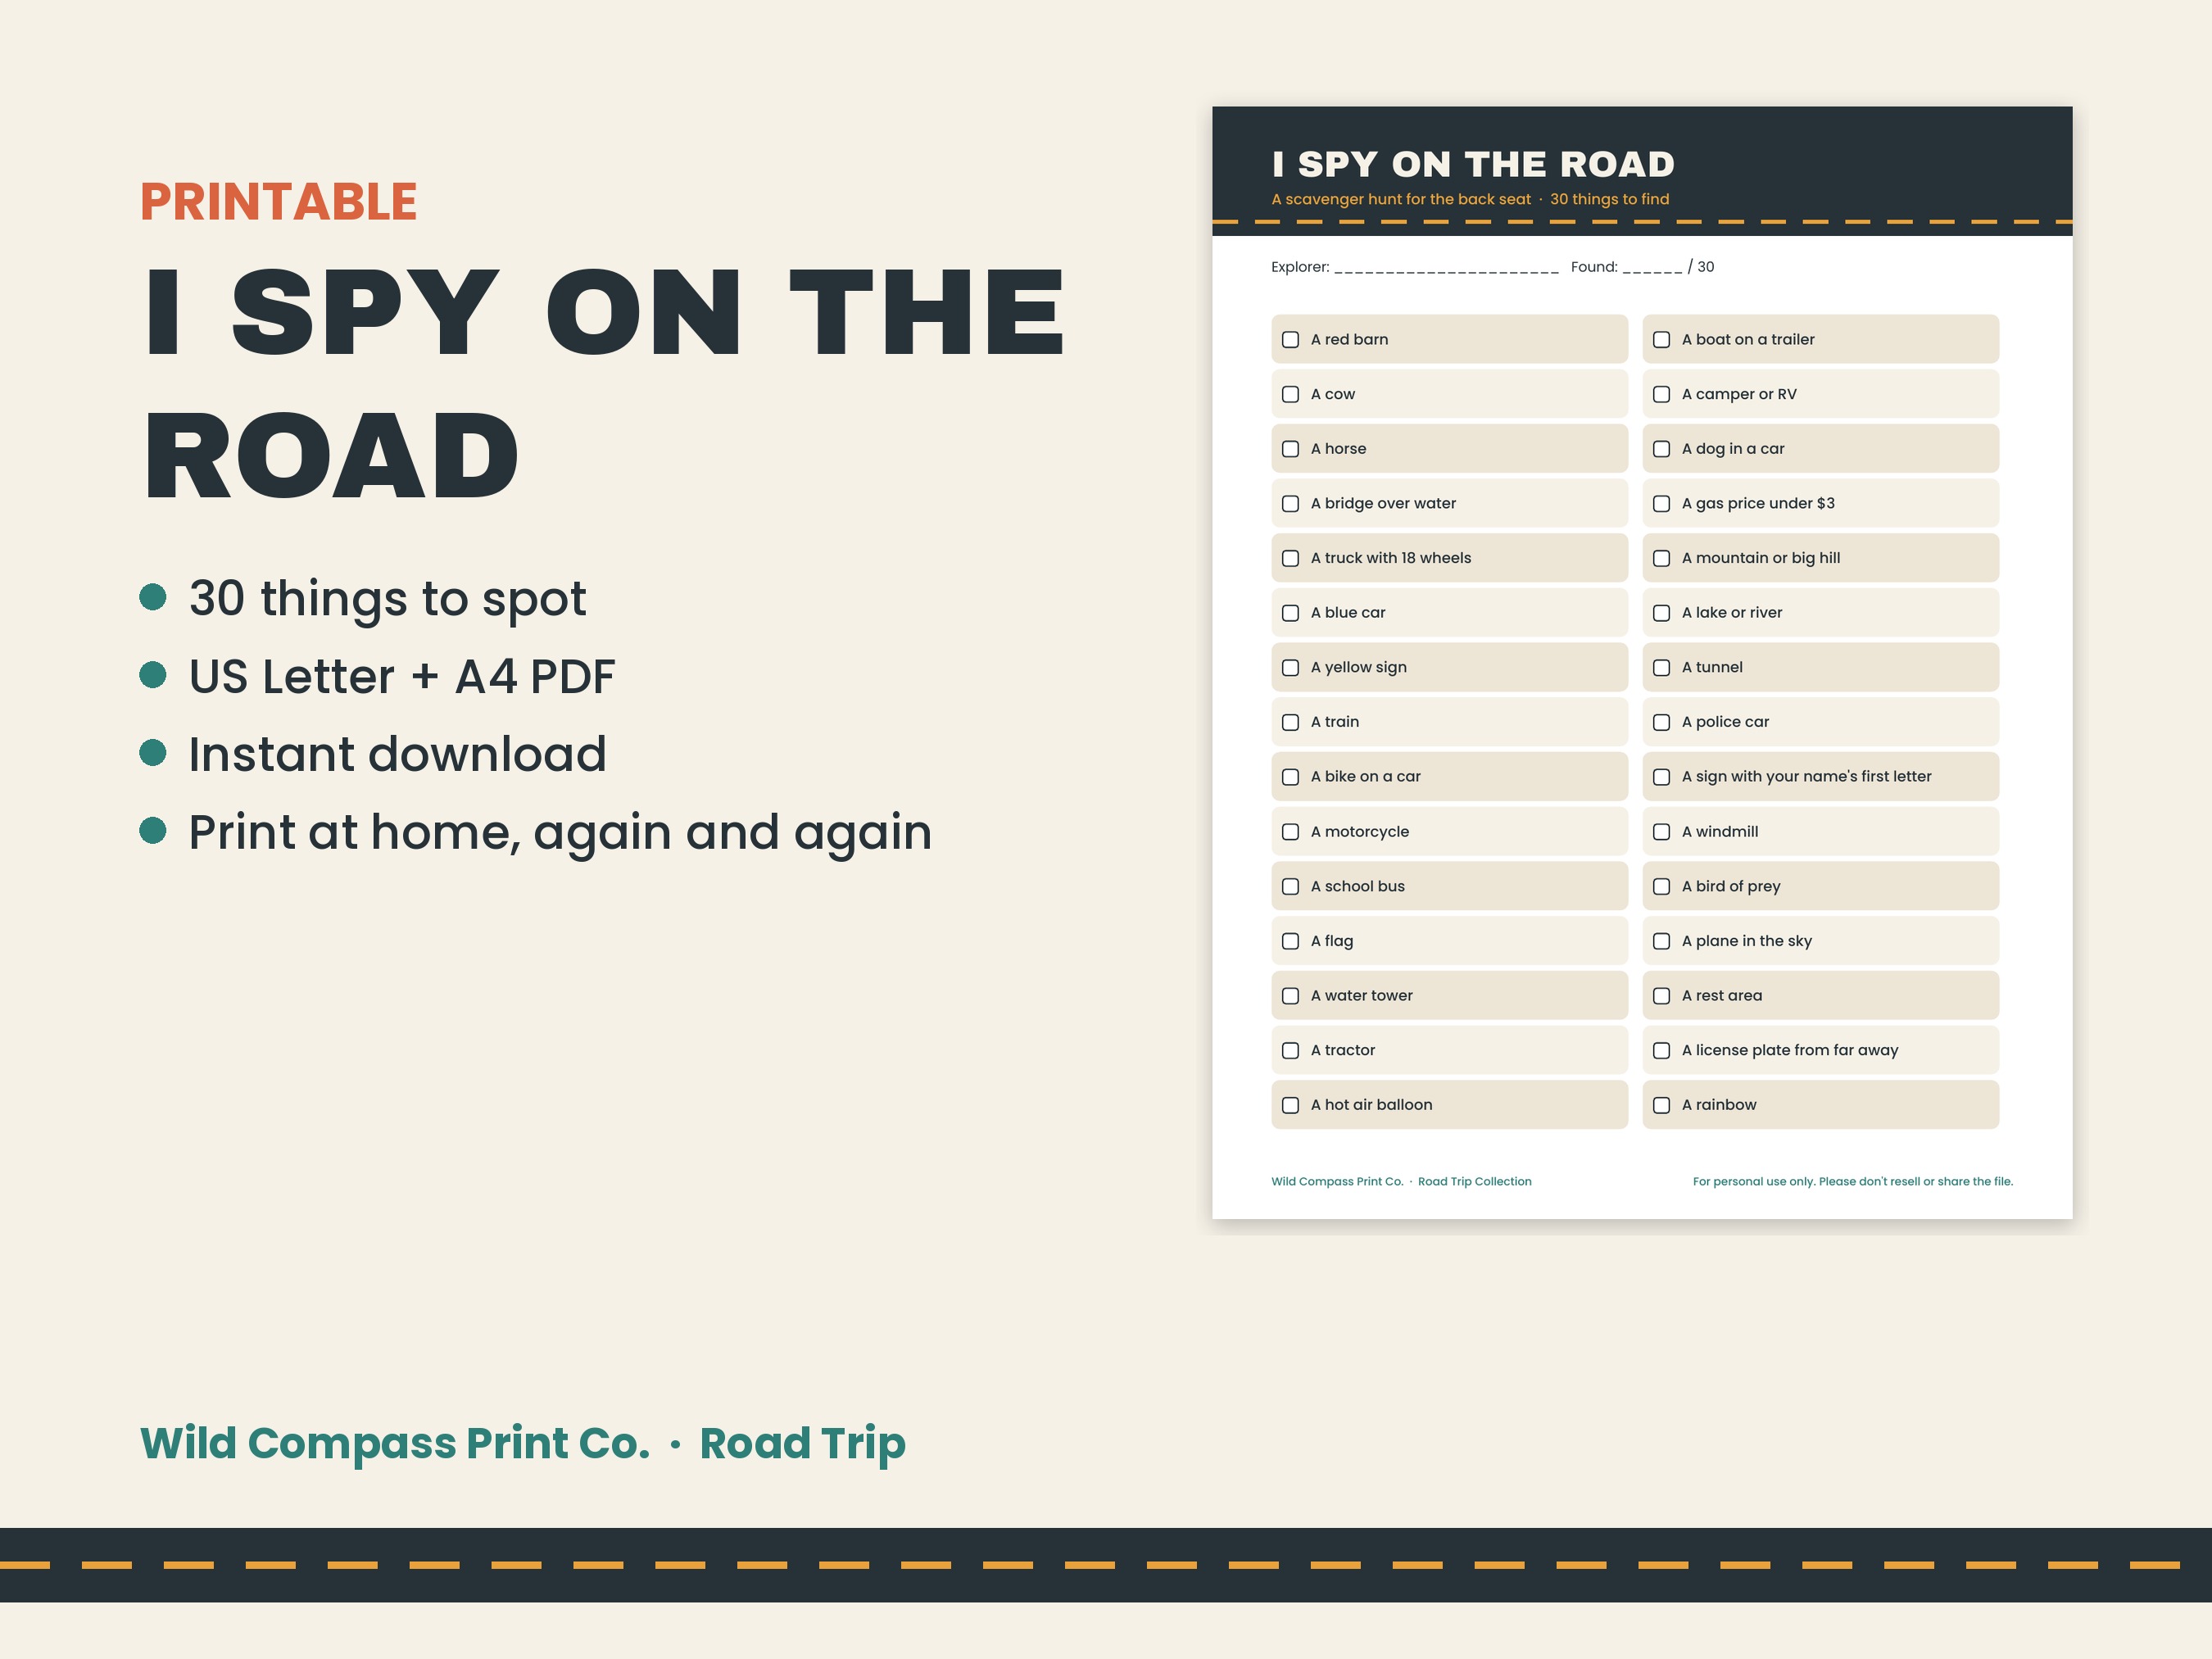 PRINTABLE
I SPY ON THE
ROAD
30 things to spot
US Letter + A4 PDF
Instant download
Print at home, again and again
Wild Compass Print Co. · Road Trip
I SPY ON THE ROAD
A scavenger hunt for the back seat · 30 things to find
Explorer: ______________________ Found: ______ / 30
A red barn
A cow
A horse
A bridge over water
A truck with 18 wheels
A blue car
A yellow sign
A train
A bike on a car
A motorcycle
A school bus
A flag
A water tower
A tractor
A hot air balloon
A boat on a trailer
A camper or RV
A dog in a car
A gas price under $3
A mountain or big hill
A lake or river
A tunnel
A police car
A sign with your name's first letter
A windmill
A bird of prey
A plane in the sky
A rest area
A license plate from far away
A rainbow
Wild Compass Print Co. · Road Trip Collection
For personal use only. Please don't resell or share the file.